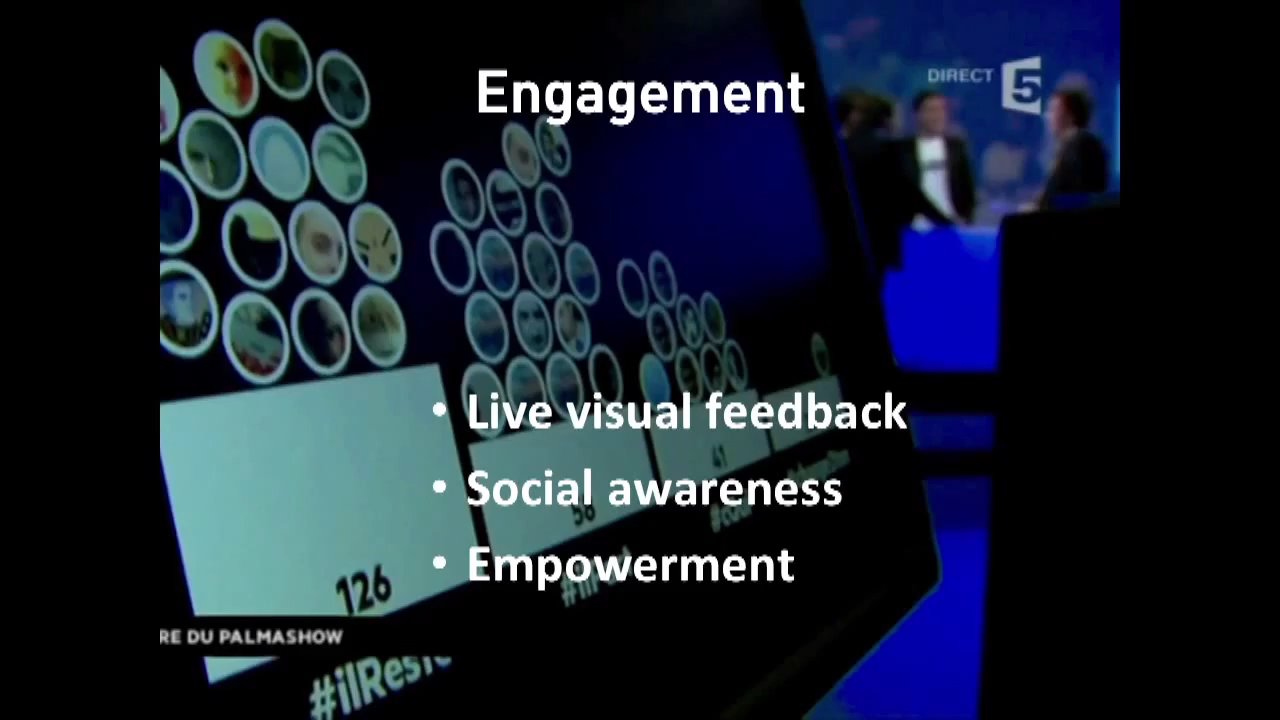 Engagement
DIRECT 5
• Live visual feedback
41
• Social awareness
56
• Empowerment
126
RE DU PALMASHOW
#ilReste